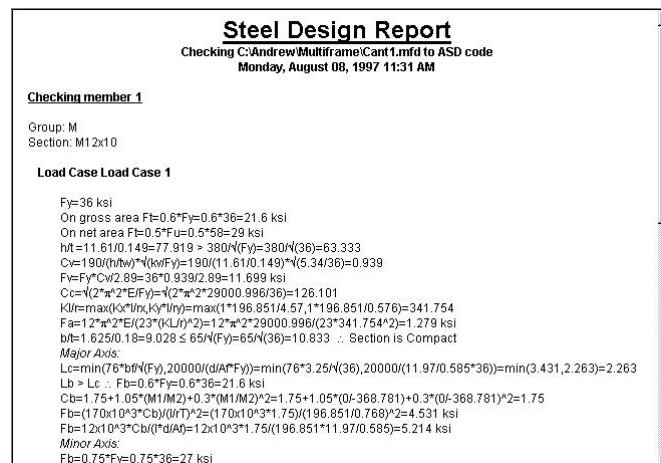 Steel Design Report
Checking C:\Andrew\Multiframe\Cant1.mfd to ASD code
Monday, August 08, 1997 11:31 AM
Checking member 1
Group: M
Section: M12x10
Load Case Load Case 1
Fy=36 ksi
On gross area Ft=0.6*Fy=0.6*36=21.6 ksi
On net area Ft=0.5*Fu=0.5*58=29 ksi
h/t=11.61/0.149=77.919 > 380/√(Fy)=380/√(36)=63.333
Cv=190/(h/tw)*√(kv/Fy)=190/(11.61/0.149)*√(5.34/36)=0.939
Fv=Fy*Cv/2.89=36*0.939/2.89=11.699 ksi
Cc=√(2*π^2*E/Fy)=√(2*π^2*29000.996/36)=126.101
Kl/r=max(Kx*l/rx,Ky*l/ry)=max(1*196.851/4.57,1*196.851/0.576)=341.754
Fa=12*π^2*E/(23*(KL/r)^2)=12*π^2*29000.996/(23*341.754^2)=1.279 ksi
b/t=1.625/0.18=9.028 ≤ 65/√(Fy)=65/√(36)=10.833 ∴ Section is Compact
Major Axis:
Lc=min(76*bf/√(Fy),20000/(d/Af*Fy))=min(76*3.25/√(36),20000/(11.97/0.585*36))=min(3.431,2.263)=2.263
Lb > Lc ∴ Fb=0.6*Fy=0.6*36=21.6 ksi
Cb=1.75+1.05*(M1/M2)+0.3*(M1/M2)^2=1.75+1.05*(0/-368.781)+0.3*(0/-368.781)^2=1.75
Fb=(170x10^3*Cb)/(l/rT)^2=(170x10^3*1.75)/(196.851/0.768)^2=4.531 ksi
Fb=12x10^3*Cb/(l*d/Af)=12x10^3*1.75/(196.851*11.97/0.585)=5.214 ksi
Minor Axis:
Fb=0.75*Fy=0.75*36=27 ksi